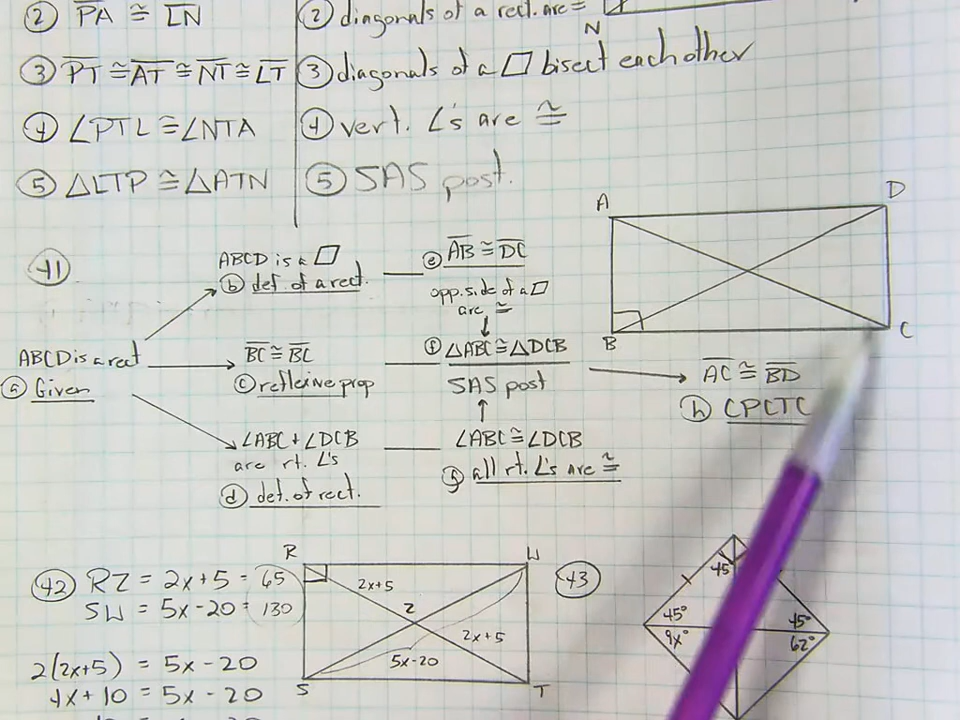 ② PA ≅ LN
② diagonals of a rect. are =
N
③ PT ≅ AT ≅ NT ≅ LT
③ diagonals of a ▱ bisect each other
④ ∠PTL ≅ ∠NTA
④ vert. ∠'s are ≅
⑤ △LTP ≅ △ATN
⑤ SAS post.
41
ABCD is a ▱
ⓑ def. of a rect.
ⓔ AB ≅ DC
opp. side of a ▱
are ≅
ABCD is a rect
ⓐ Given
BC ≅ BC
ⓒ reflexive prop
ⓕ △ABC ≅ △DCB
SAS post
AC ≅ BD
ⓗ CPCTC
∠ABC + ∠DCB
are rt. ∠'s
ⓓ def. of rect.
∠ABC ≅ ∠DCB
ⓖ all rt. ∠'s are ≅
A
D
B
C
42
RZ = 2x+5 = 65
SW = 5x-20 = 130
2(2x+5) = 5x-20
4x+10 = 5x-20
R
W
2x+5
Z
2x+5
5x-20
S
T
43
45°
45°
45°
9x°
62°